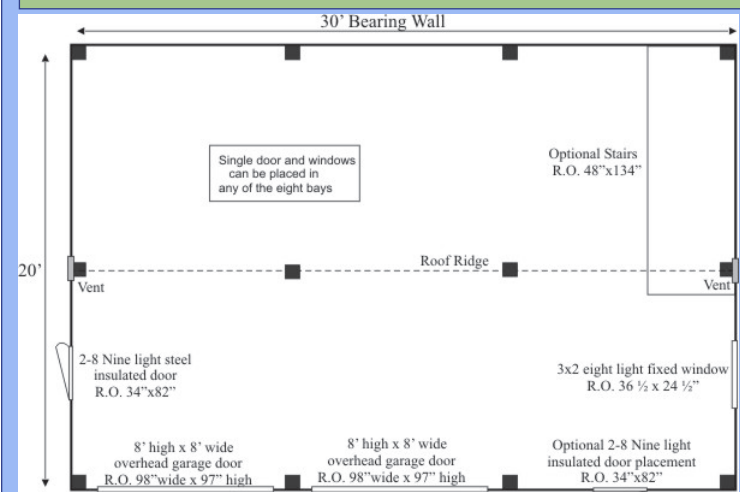 30’ Bearing Wall
Single door and windows
can be placed in
any of the eight bays
Optional Stairs
R.O. 48”x134”
20’
Roof Ridge
Vent
Vent
2-8 Nine light steel
insulated door
R.O. 34”x82”
3x2 eight light fixed window
R.O. 36 ½ x 24 ½”
8’ high x 8’ wide
overhead garage door
R.O. 98”wide x 97” high
8’ high x 8’ wide
overhead garage door
R.O. 98”wide x 97” high
Optional 2-8 Nine light
insulated door placement
R.O. 34”x82”